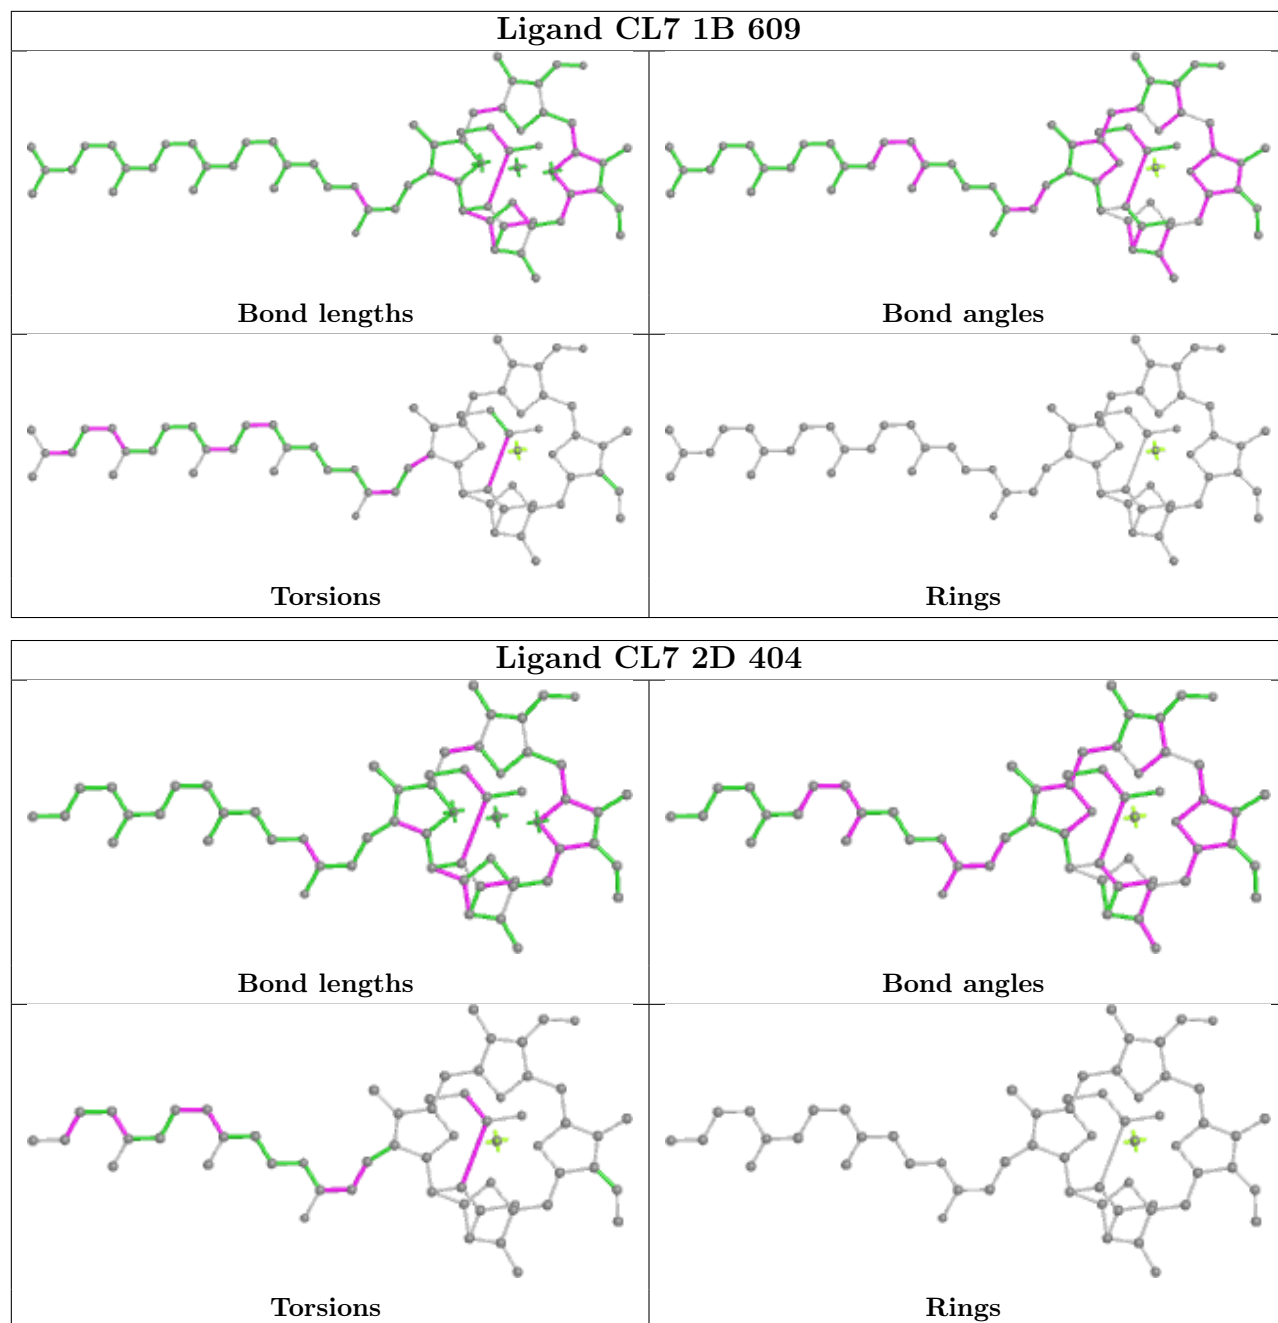 Ligand CL7 1B 609
Bond lengths
Bond angles
Torsions
Rings
Ligand CL7 2D 404
Bond lengths
Bond angles
Torsions
Rings